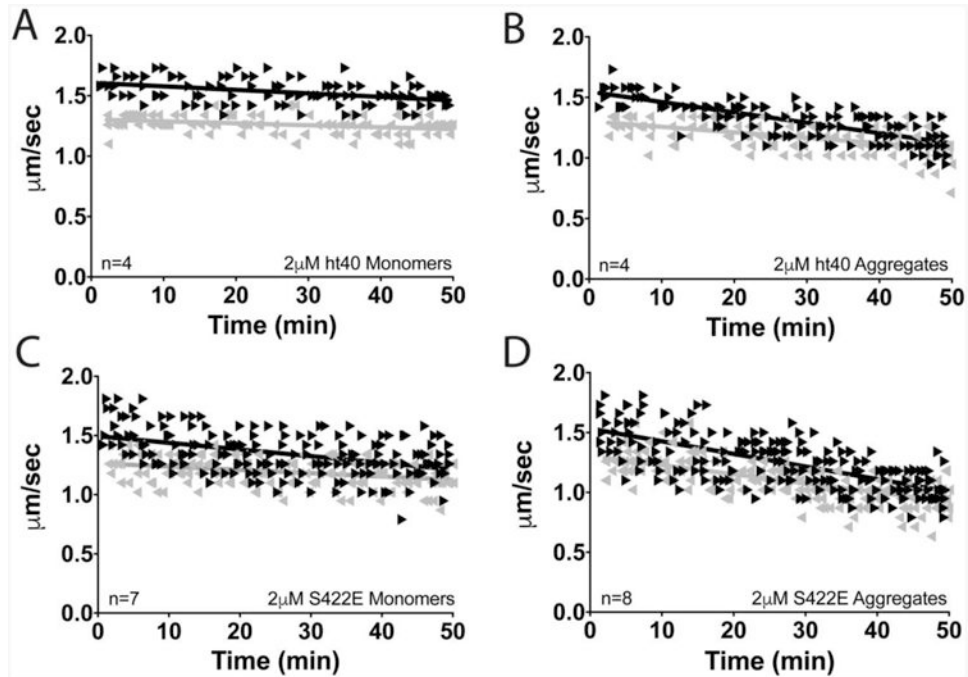 A
2.0
1.5
1.0
0.5
0.0
μm/sec
n=4
2μM ht40 Monomers
0 10 20 30 40 50
Time (min)
B
2.0
1.5
1.0
0.5
0.0
μm/sec
n=4
2μM ht40 Aggregates
0 10 20 30 40 50
Time (min)
C
2.0
1.5
1.0
0.5
0.0
μm/sec
n=7
2μM S422E Monomers
0 10 20 30 40 50
Time (min)
D
2.0
1.5
1.0
0.5
0.0
μm/sec
n=8
2μM S422E Aggregates
0 10 20 30 40 50
Time (min)